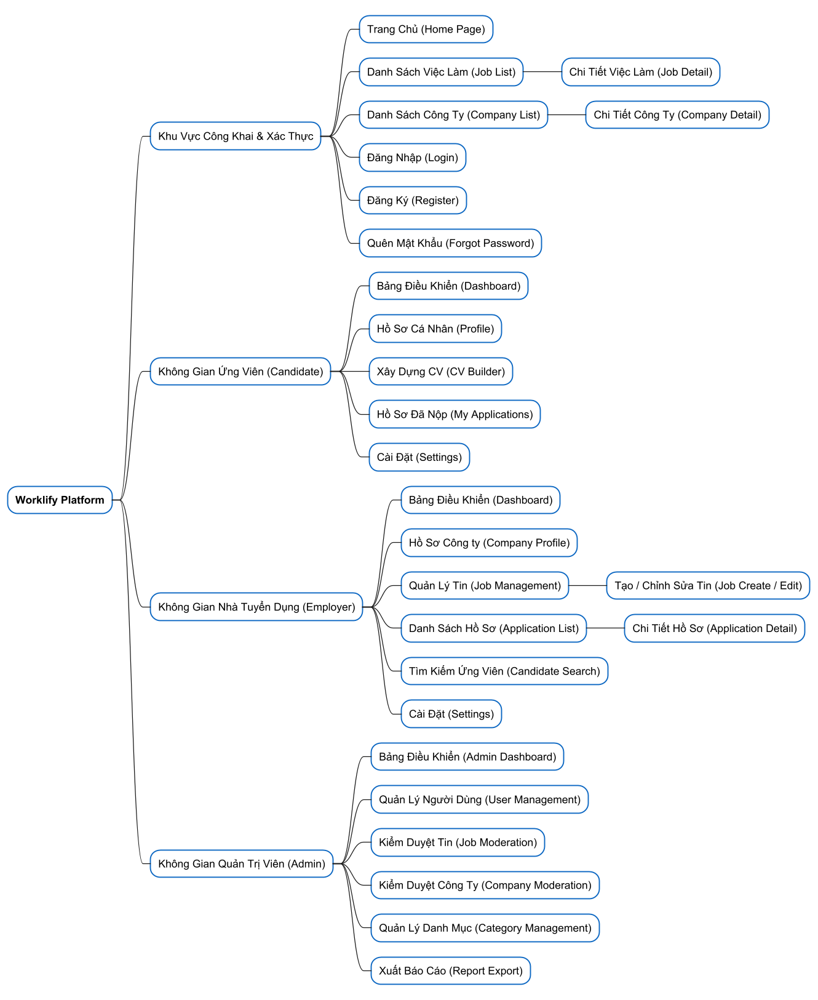 Worklify Platform
Khu Vực Công Khai & Xác Thực
Trang Chủ (Home Page)
Danh Sách Việc Làm (Job List)
Chi Tiết Việc Làm (Job Detail)
Danh Sách Công Ty (Company List)
Chi Tiết Công Ty (Company Detail)
Đăng Nhập (Login)
Đăng Ký (Register)
Quên Mật Khẩu (Forgot Password)
Không Gian Ứng Viên (Candidate)
Bảng Điều Khiển (Dashboard)
Hồ Sơ Cá Nhân (Profile)
Xây Dựng CV (CV Builder)
Hồ Sơ Đã Nộp (My Applications)
Cài Đặt (Settings)
Không Gian Nhà Tuyển Dụng (Employer)
Bảng Điều Khiển (Dashboard)
Hồ Sơ Công ty (Company Profile)
Quản Lý Tin (Job Management)
Tạo / Chỉnh Sửa Tin (Job Create / Edit)
Danh Sách Hồ Sơ (Application List)
Chi Tiết Hồ Sơ (Application Detail)
Tìm Kiếm Ứng Viên (Candidate Search)
Cài Đặt (Settings)
Không Gian Quản Trị Viên (Admin)
Bảng Điều Khiển (Admin Dashboard)
Quản Lý Người Dùng (User Management)
Kiểm Duyệt Tin (Job Moderation)
Kiểm Duyệt Công Ty (Company Moderation)
Quản Lý Danh Mục (Category Management)
Xuất Báo Cáo (Report Export)